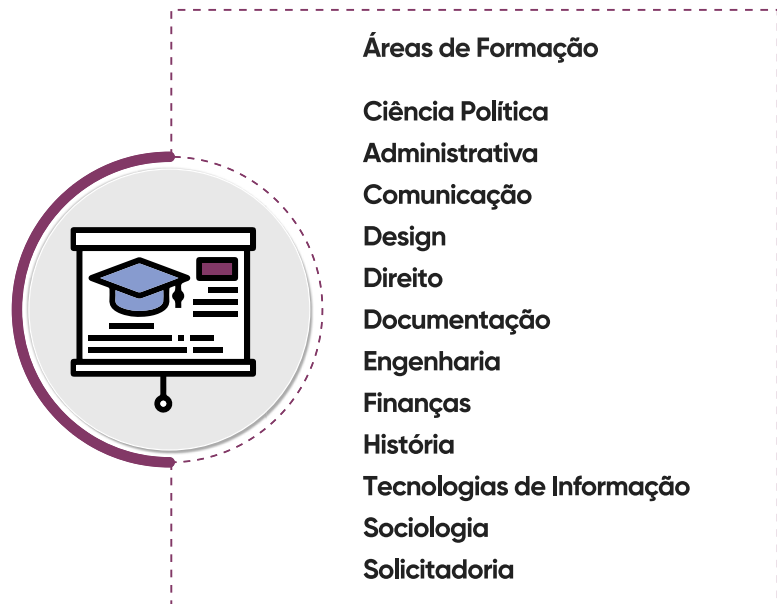 Áreas de Formação
Ciência Política
Administrativa
Comunicação
Design
Direito
Documentação
Engenharia
Finanças
História
Tecnologias de Informação
Sociologia
Solicitadoria